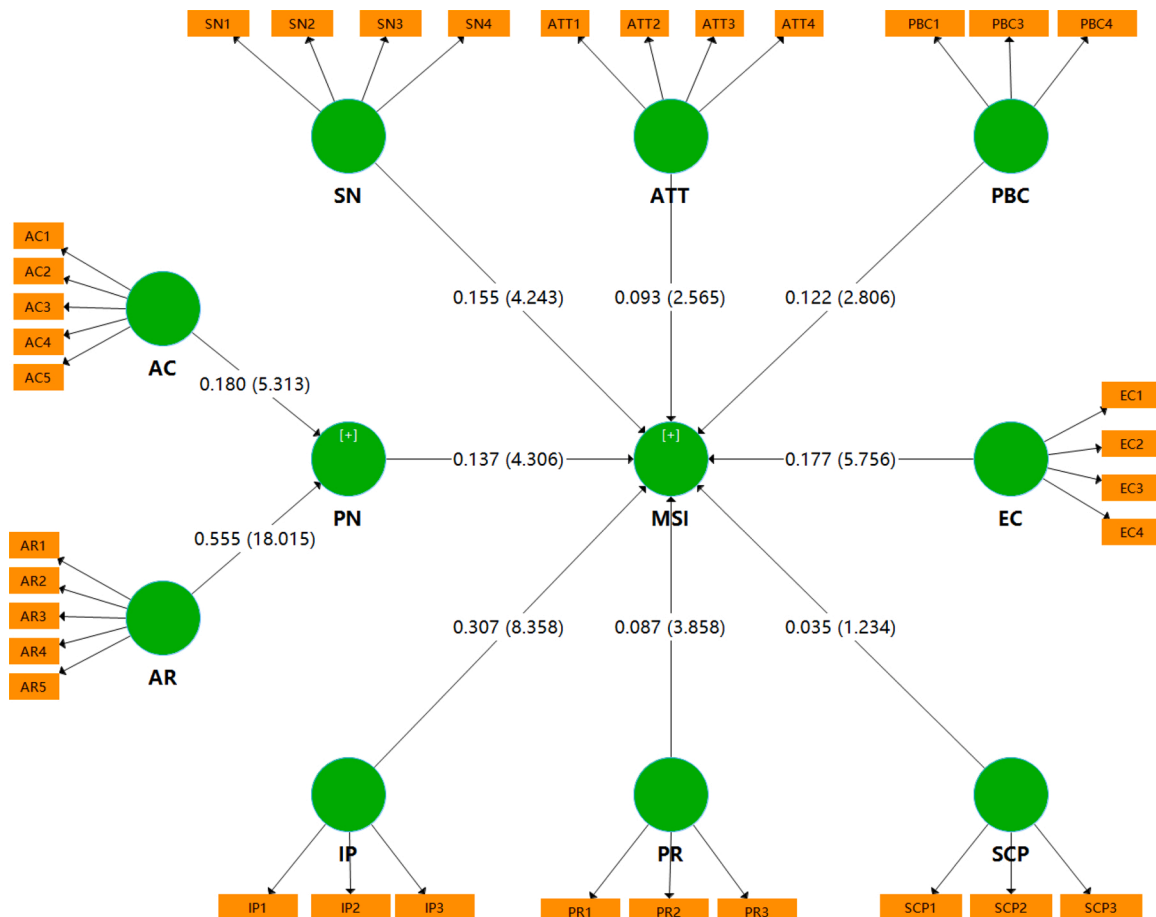 SN1
SN2
SN3
SN4
ATT1
ATT2
ATT3
ATT4
PBC1
PBC3
PBC4
SN
ATT
PBC
AC1
AC2
AC3
AC4
AC5
AC
0.155 (4.243)
0.093 (2.565)
0.122 (2.806)
0.180 (5.313)
[+]
PN
0.137 (4.306)
[+]
MSI
0.177 (5.756)
EC
EC1
EC2
EC3
EC4
0.555 (18.015)
AR1
AR2
AR3
AR4
AR5
AR
0.307 (8.358)
0.087 (3.858)
0.035 (1.234)
IP
PR
SCP
IP1
IP2
IP3
PR1
PR2
PR3
SCP1
SCP2
SCP3